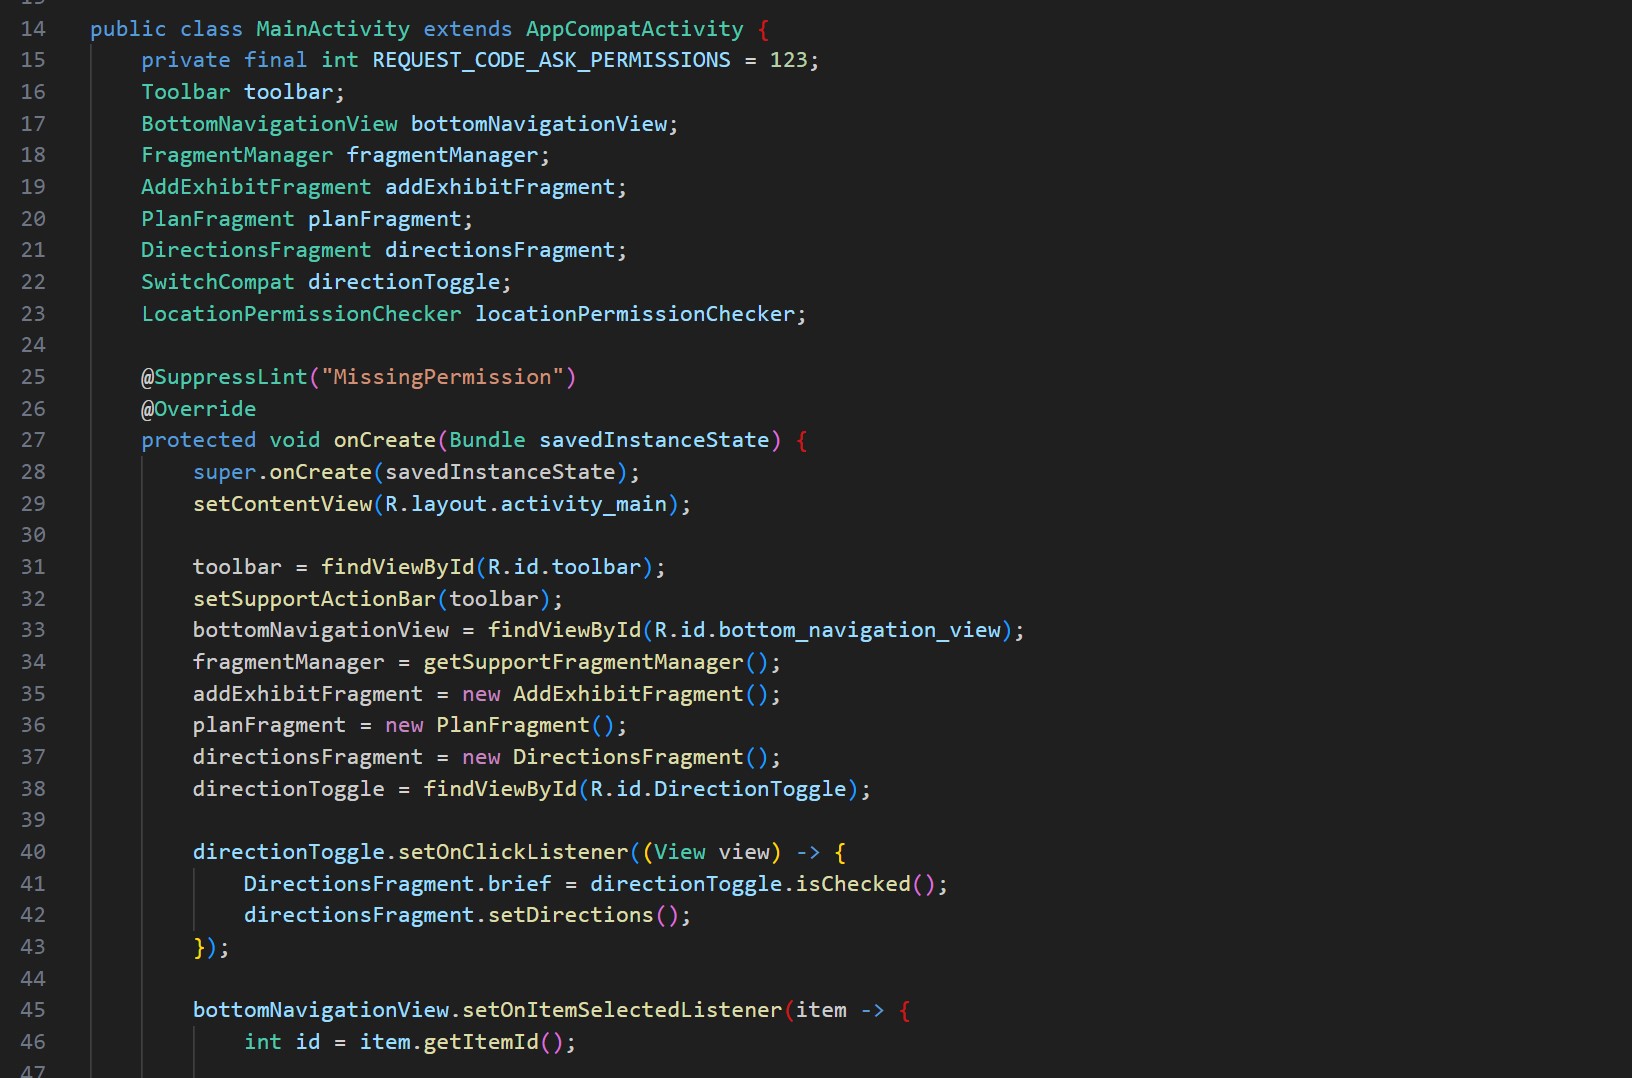 14 public class MainActivity extends AppCompatActivity {
15     private final int REQUEST_CODE_ASK_PERMISSIONS = 123;
16     Toolbar toolbar;
17     BottomNavigationView bottomNavigationView;
18     FragmentManager fragmentManager;
19     AddExhibitFragment addExhibitFragment;
20     PlanFragment planFragment;
21     DirectionsFragment directionsFragment;
22     SwitchCompat directionToggle;
23     LocationPermissionChecker locationPermissionChecker;
24
25     @SuppressLint("MissingPermission")
26     @Override
27     protected void onCreate(Bundle savedInstanceState) {
28         super.onCreate(savedInstanceState);
29         setContentView(R.layout.activity_main);
30
31         toolbar = findViewById(R.id.toolbar);
32         setSupportActionBar(toolbar);
33         bottomNavigationView = findViewById(R.id.bottom_navigation_view);
34         fragmentManager = getSupportFragmentManager();
35         addExhibitFragment = new AddExhibitFragment();
36         planFragment = new PlanFragment();
37         directionsFragment = new DirectionsFragment();
38         directionToggle = findViewById(R.id.DirectionToggle);
39
40         directionToggle.setOnClickListener((View view) -> {
41             DirectionsFragment.brief = directionToggle.isChecked();
42             directionsFragment.setDirections();
43         });
44
45         bottomNavigationView.setOnItemSelectedListener(item -> {
46             int id = item.getItemId();
47